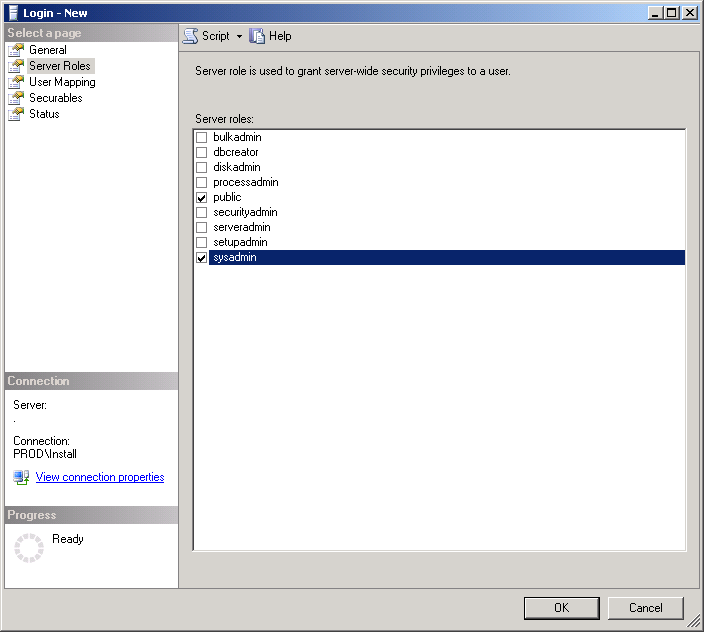 Login - New
Select a page
General
Server Roles
User Mapping
Securables
Status
Script
Help
Server role is used to grant server-wide security privileges to a user.
Server roles:
bulkadmin
dbcreator
diskadmin
processadmin
public
securityadmin
serveradmin
setupadmin
sysadmin
Connection
Server:
.
Connection:
PROD\Install
View connection properties
Progress
Ready
OK
Cancel